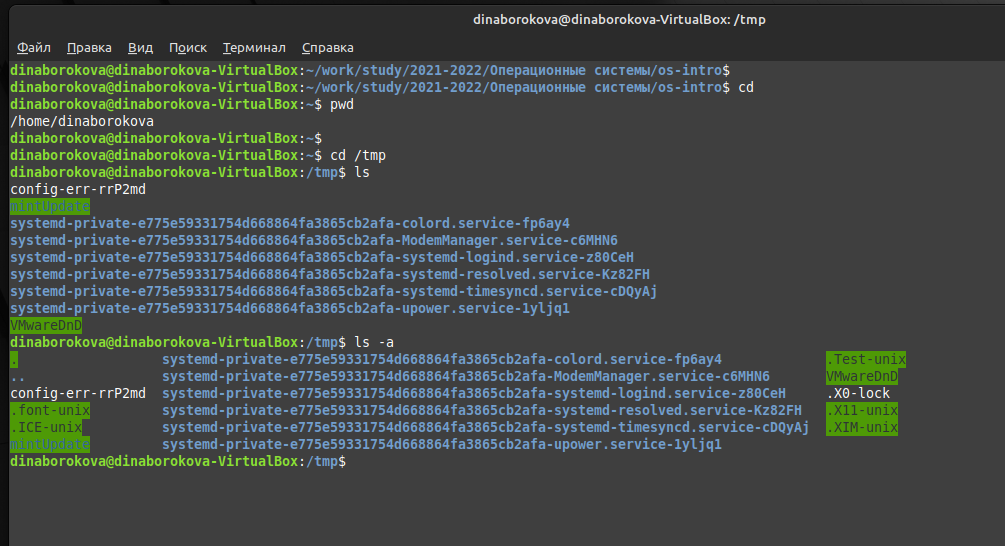 dinaborokova@dinaborokova-VirtualBox: /tmp
Файл Правка Вид Поиск Терминал Справка
dinaborokova@dinaborokova-VirtualBox:~/work/study/2021-2022/Операционные системы/os-intro$
dinaborokova@dinaborokova-VirtualBox:~/work/study/2021-2022/Операционные системы/os-intro$ cd
dinaborokova@dinaborokova-VirtualBox:~$ pwd
/home/dinaborokova
dinaborokova@dinaborokova-VirtualBox:~$
dinaborokova@dinaborokova-VirtualBox:~$ cd /tmp
dinaborokova@dinaborokova-VirtualBox:/tmp$ ls
config-err-rrP2md
mintUpdate
systemd-private-e775e59331754d668864fa3865cb2afa-colord.service-fp6ay4
systemd-private-e775e59331754d668864fa3865cb2afa-ModemManager.service-c6MHN6
systemd-private-e775e59331754d668864fa3865cb2afa-systemd-logind.service-z80CeH
systemd-private-e775e59331754d668864fa3865cb2afa-systemd-resolved.service-Kz82FH
systemd-private-e775e59331754d668864fa3865cb2afa-systemd-timesyncd.service-cDQyAj
systemd-private-e775e59331754d668864fa3865cb2afa-upower.service-1yljq1
VMwareDnD
dinaborokova@dinaborokova-VirtualBox:/tmp$ ls -a
. systemd-private-e775e59331754d668864fa3865cb2afa-colord.service-fp6ay4 .Test-unix
.. systemd-private-e775e59331754d668864fa3865cb2afa-ModemManager.service-c6MHN6 VMwareDnD
config-err-rrP2md systemd-private-e775e59331754d668864fa3865cb2afa-systemd-logind.service-z80CeH .X0-lock
.font-unix systemd-private-e775e59331754d668864fa3865cb2afa-systemd-resolved.service-Kz82FH .X11-unix
.ICE-unix systemd-private-e775e59331754d668864fa3865cb2afa-systemd-timesyncd.service-cDQyAj .XIM-unix
mintUpdate systemd-private-e775e59331754d668864fa3865cb2afa-upower.service-1yljq1
dinaborokova@dinaborokova-VirtualBox:/tmp$